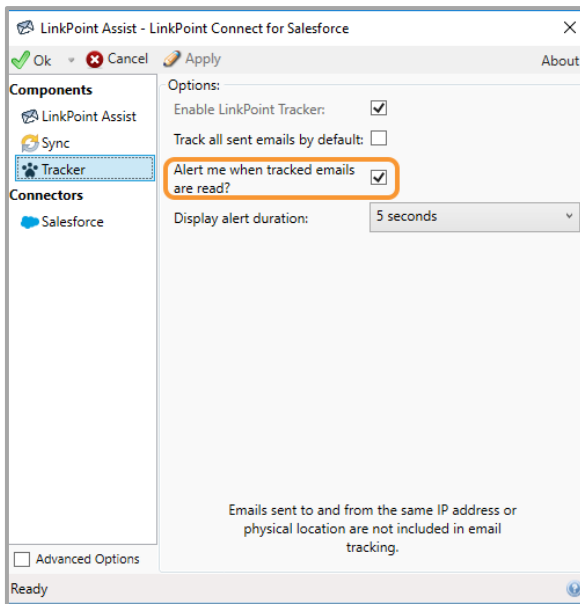 LinkPoint Assist - LinkPoint Connect for Salesforce
Ok Cancel Apply About
Components
LinkPoint Assist
Sync
Tracker
Connectors
Salesforce
Options:
Enable LinkPoint Tracker:
Track all sent emails by default:
Alert me when tracked emails
are read?
Display alert duration: 5 seconds
Emails sent to and from the same IP address or
physical location are not included in email
tracking.
Advanced Options
Ready